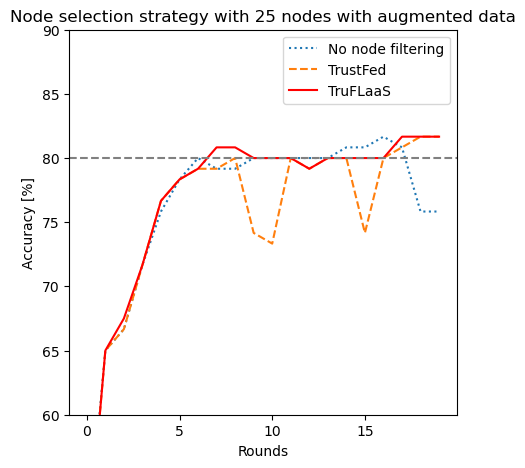 Node selection strategy with 25 nodes with augmented data
90
85
80
75
70
65
60
Accuracy [%]
No node filtering
TrustFed
TruFLaaS
0
5
10
15
Rounds